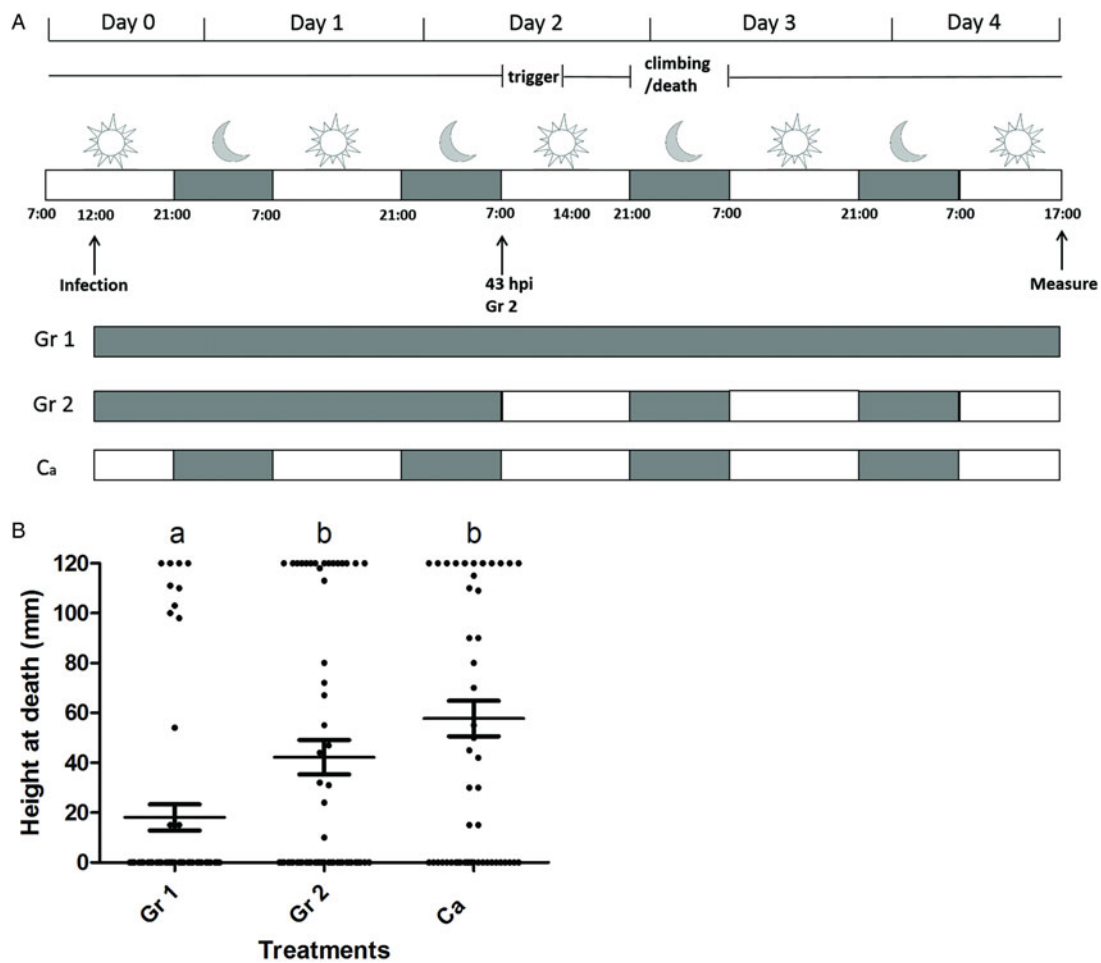 A
Day 0 Day 1 Day 2 Day 3 Day 4
trigger climbing
/death
7:00 12:00 21:00 7:00 21:00 7:00 14:00 21:00 7:00 21:00 7:00 17:00
Infection 43 hpi Measure
Gr 2
Gr 1
Gr 2
Ca
B
a b b
120
100
80
60
40
20
0
Height at death (mm)
Gr 1 Gr 2 Ca
Treatments